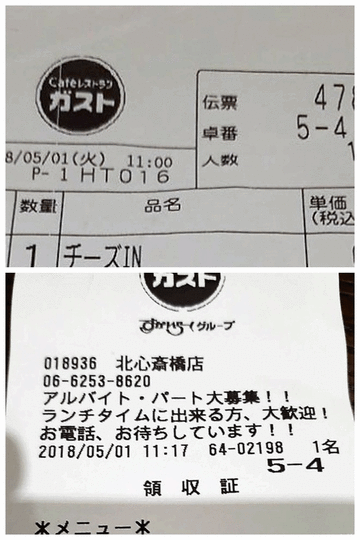 Caféレストラン
ガスト
伝票 478
卓番 5-4
人数 1
8/05/01(火) 11:00
P- 1 HT016
数量 品名 単価
(税込
1 チーズIN
ガスト
すかいらーくグループ
018936 北心斎橋店
06-6253-8620
アルバイト・パート大募集！！
ランチタイムに出来る方、大歓迎！
お電話、お待ちしています！！
2018/05/01 11:17 64-02198 1名
5-4
領収証
*メニュー*